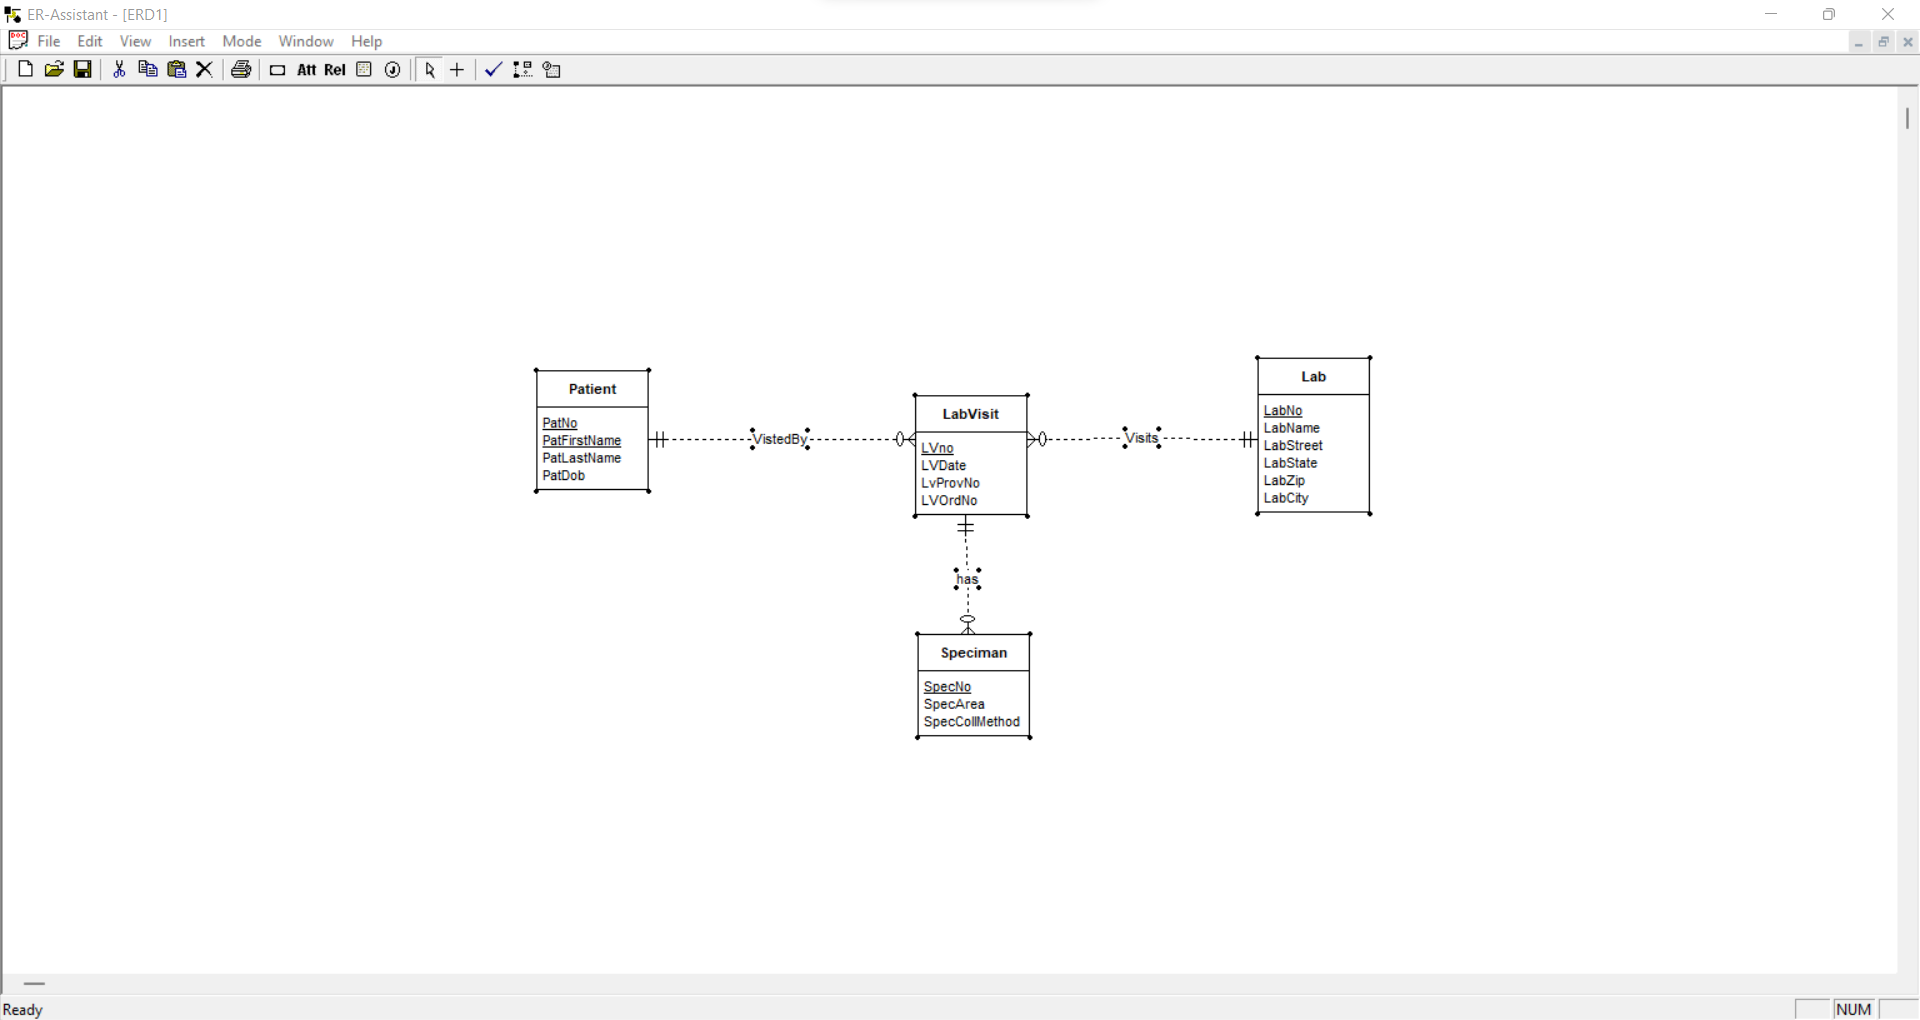 ER-Assistant - [ERD1]
DOC
File Edit View Insert Mode Window Help
Att Rel J
Patient
PatNo
PatFirstName
PatLastName
PatDob
VistedBy
LabVisit
LVno
LVDate
LvProvNo
LVOrdNo
Visits
Lab
LabNo
LabName
LabStreet
LabState
LabZip
LabCity
has
Speciman
SpecNo
SpecArea
SpecCollMethod
Ready
NUM